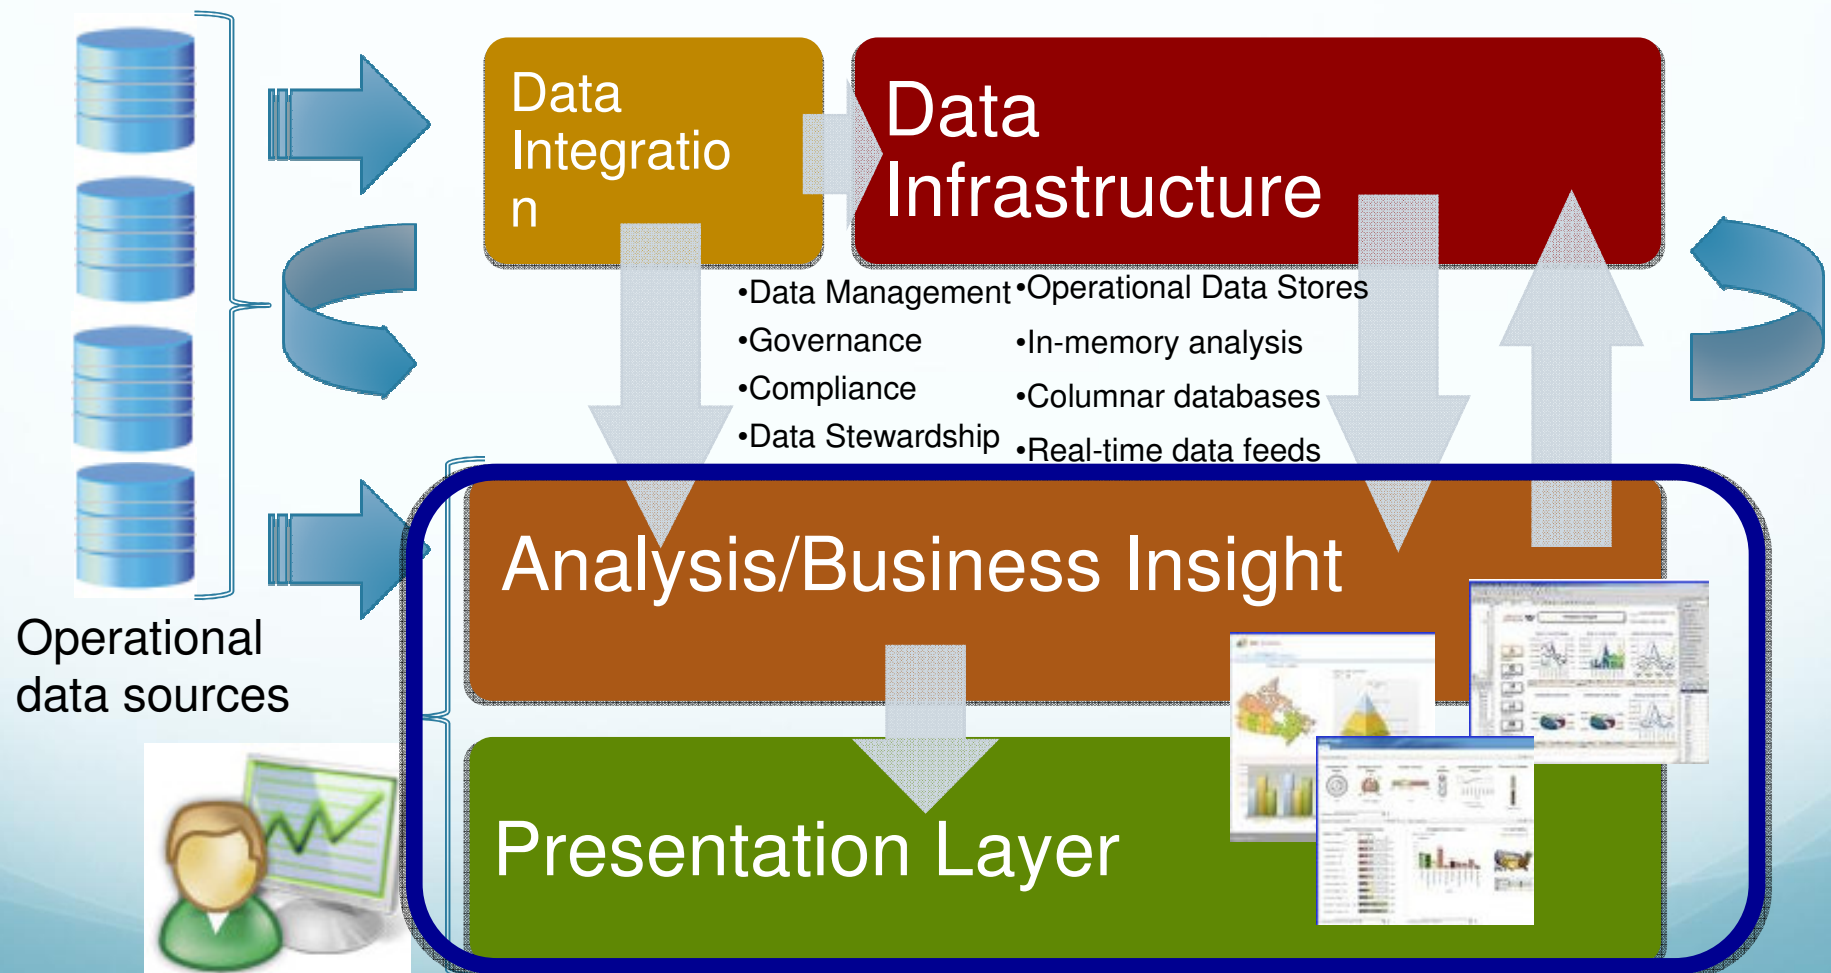 Data
Integratio
n
Data
Infrastructure
•Data Management
•Governance
•Compliance
•Data Stewardship
•Operational Data Stores
•In-memory analysis
•Columnar databases
•Real-time data feeds
Analysis/Business Insight
Operational
data sources
Presentation Layer